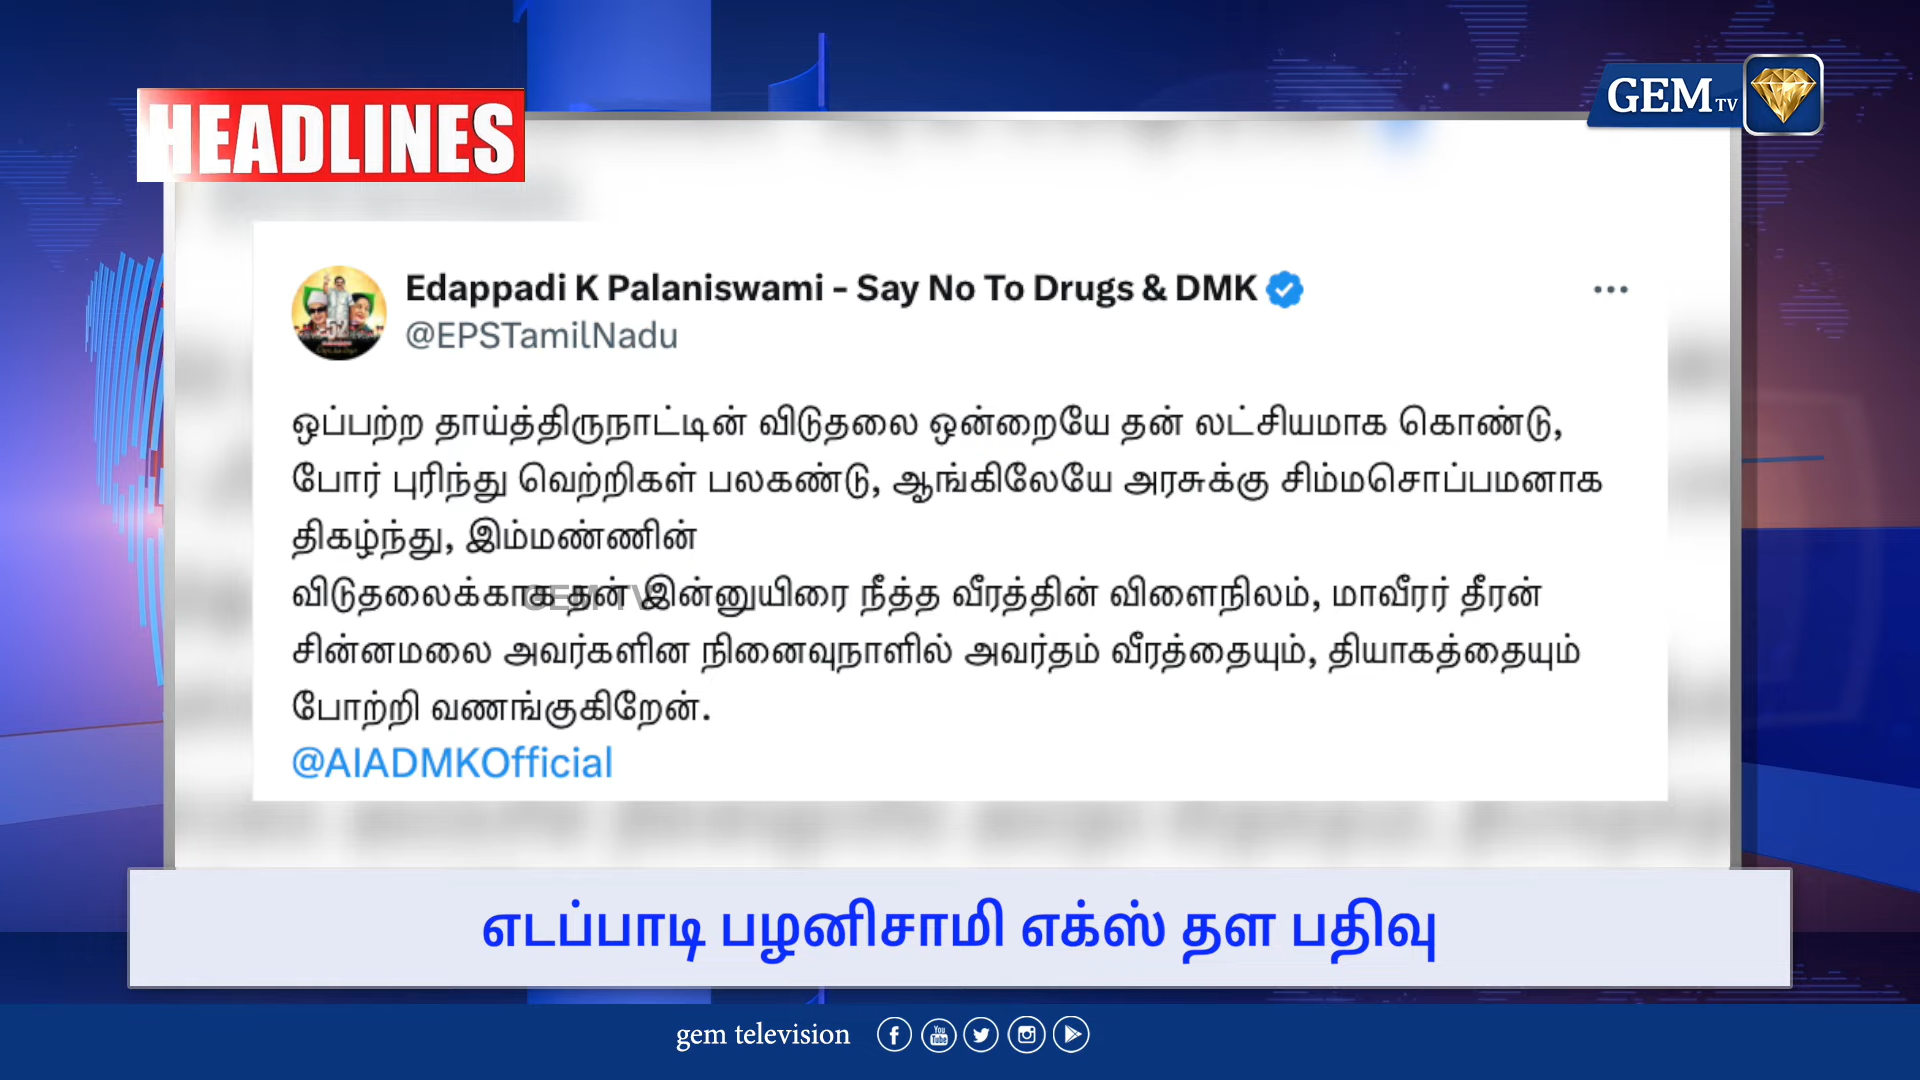 HEADLINES
GEM TV
Edappadi K Palaniswami - Say No To Drugs & DMK
@EPSTamilNadu
ஒப்பற்ற தாய்த்திருநாட்டின் விடுதலை ஒன்றையே தன் லட்சியமாக கொண்டு,
போர் புரிந்து வெற்றிகள் பலகண்டு, ஆங்கிலேயே அரசுக்கு சிம்மசொப்பமனாக
திகழ்ந்து, இம்மண்ணின்
விடுதலைக்காக தன் இன்னுயிரை நீத்த வீரத்தின் விளைநிலம், மாவீரர் தீரன்
GEM TV
சின்னமலை அவர்களின நினைவுநாளில் அவர்தம் வீரத்தையும், தியாகத்தையும்
போற்றி வணங்குகிறேன்.
@AIADMKOfficial
எடப்பாடி பழனிசாமி எக்ஸ் தள பதிவு
gem television